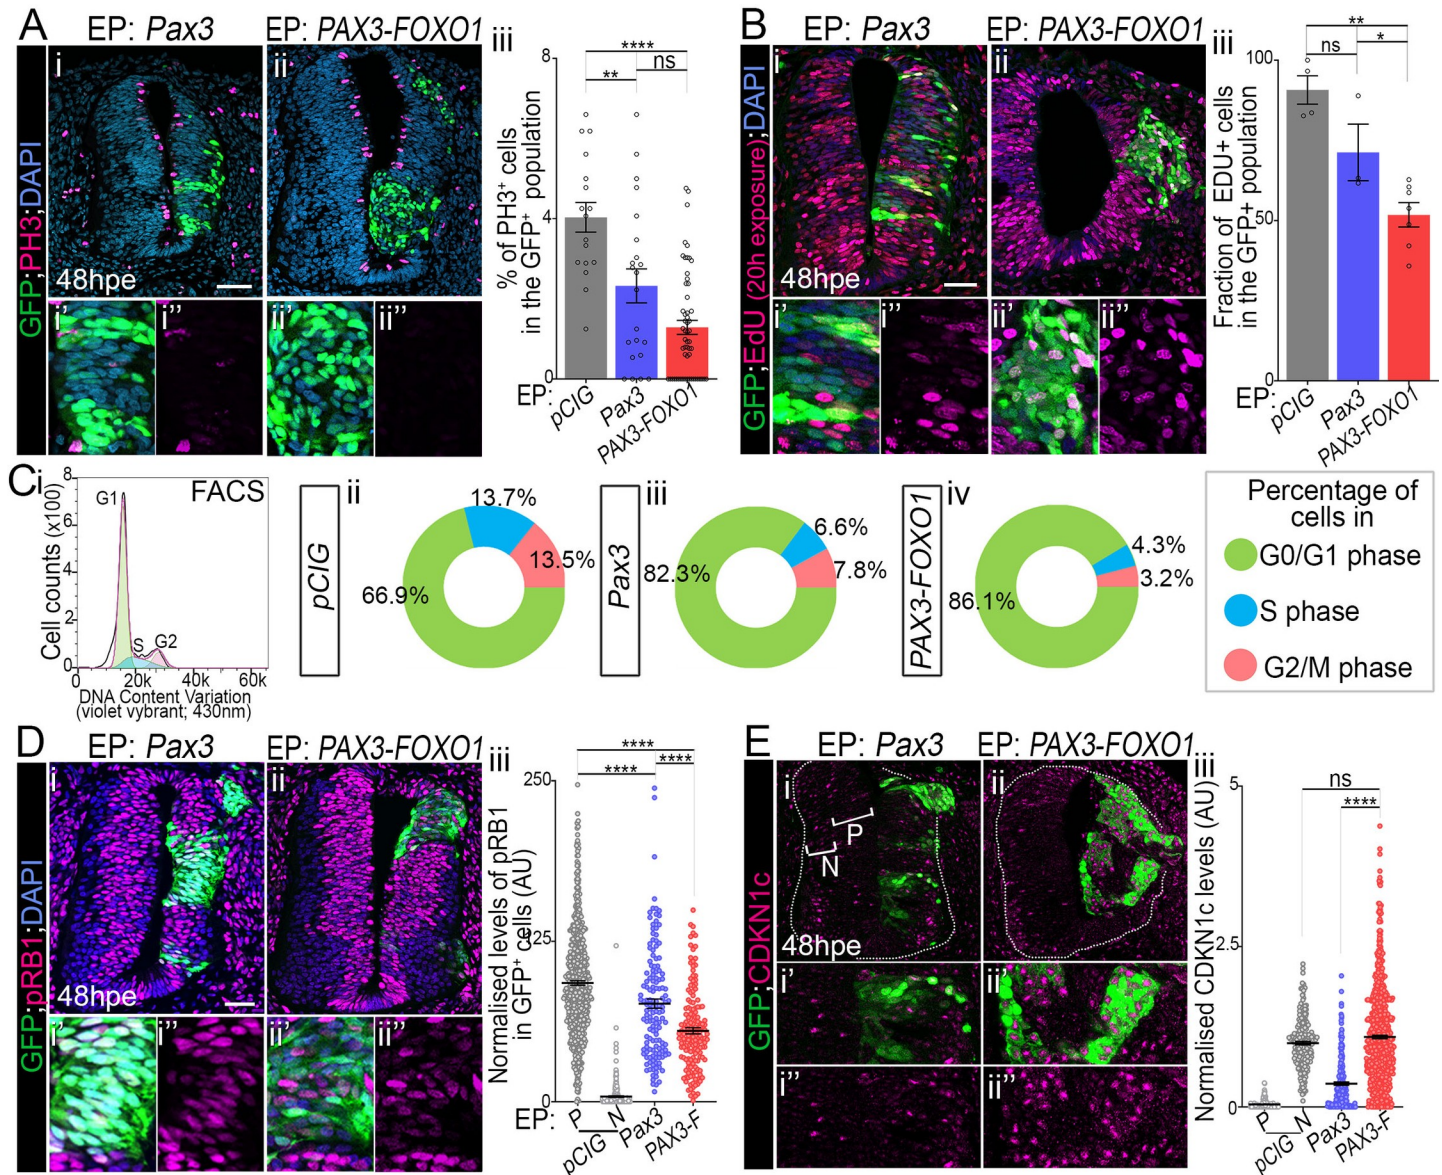 A
EP: Pax3
EP: PAX3-FOXO1
GFP;PH3;DAPI
i
ii
48hpe
i'
i"
ii'
ii"
iii
% of PH3+ cells
in the GFP+ population
8
4
0
****
**
ns
EP:
pCIG
Pax3
PAX3-FOXO1
B
EP: Pax3
EP: PAX3-FOXO1
GFP;EdU (20h exposure);DAPI
i
ii
48hpe
i'
i"
ii'
ii"
iii
Fraction of EDU+ cells
in the GFP+ population
100
50
0
**
ns
*
EP:
pCIG
Pax3
PAX3-FOXO1
Ci
FACS
Cell counts (x100)
8
6
4
2
0
G1
S
G2
0
20k
40k
60k
DNA Content Variation
(violet vybrant; 430nm)
pCIG
ii
13.7%
13.5%
66.9%
Pax3
iii
6.6%
7.8%
82.3%
PAX3-FOXO1
iv
4.3%
3.2%
86.1%
Percentage of
cells in
G0/G1 phase
S phase
G2/M phase
D
EP: Pax3
EP: PAX3-FOXO1
GFP;pRB1;DAPI
i
ii
48hpe
i'
i"
ii'
ii"
iii
Normalised levels of pRB1
in GFP+ cells (AU)
250
125
0
****
****
****
EP:
P
N
pCIG
Pax3
PAX3-F
E
EP: Pax3
EP: PAX3-FOXO1
GFP;CDKN1c
i
ii
P
N
48hpe
i'
ii'
i"
ii"
iii
Normalised CDKN1c levels (AU)
5
2.5
0
ns
****
P
N
pCIG
Pax3
PAX3-F